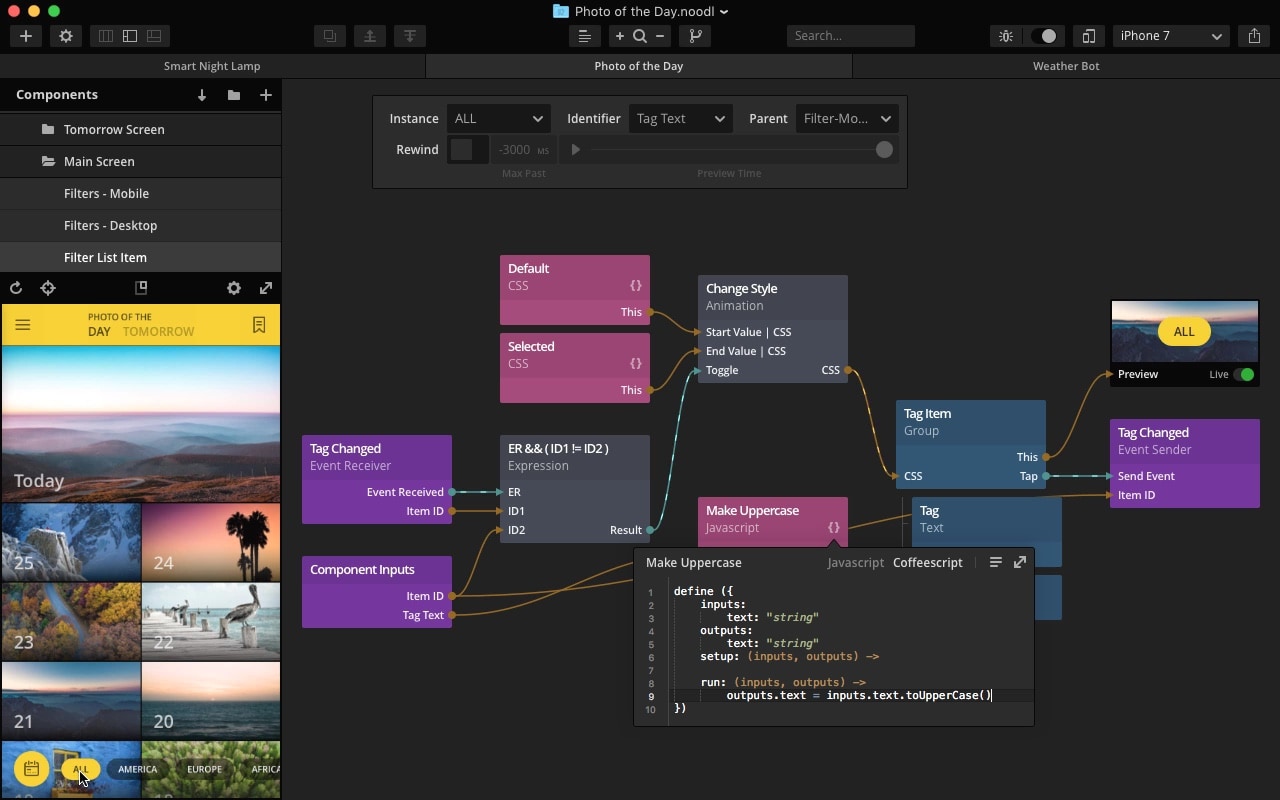 Photo of the Day.noodl
Search...
iPhone 7
Smart Night Lamp
Photo of the Day
Weather Bot
Components
Tomorrow Screen
Main Screen
Filters - Mobile
Filters - Desktop
Filter List Item
PHOTO OF THE
DAY TOMORROW
Today
25
24
23
22
21
20
ALL
AMERICA
EUROPE
AFRICA
Instance
ALL
Identifier
Tag Text
Parent
Filter-Mo...
Rewind
-3000 MS
Max Past
Preview Time
Default
CSS
{}
This
Selected
CSS
{}
This
Change Style
Animation
Start Value | CSS
End Value | CSS
Toggle
CSS
Tag Changed
Event Receiver
Event Received
Item ID
ER && ( ID1 != ID2 )
Expression
ER
ID1
ID2
Result
Component Inputs
Item ID
Tag Text
Tag Item
Group
This
CSS
Tap
ALL
Preview
Live
Tag Changed
Event Sender
Send Event
Item ID
Make Uppercase
Javascript
{}
Tag
Text
Make Uppercase
Javascript
Coffeescript
1 define ({
2 inputs:
3 text: "string"
4 outputs:
5 text: "string"
6 setup: (inputs, outputs) ->
7
8 run: (inputs, outputs) ->
9 outputs.text = inputs.text.toUpperCase()
10 })